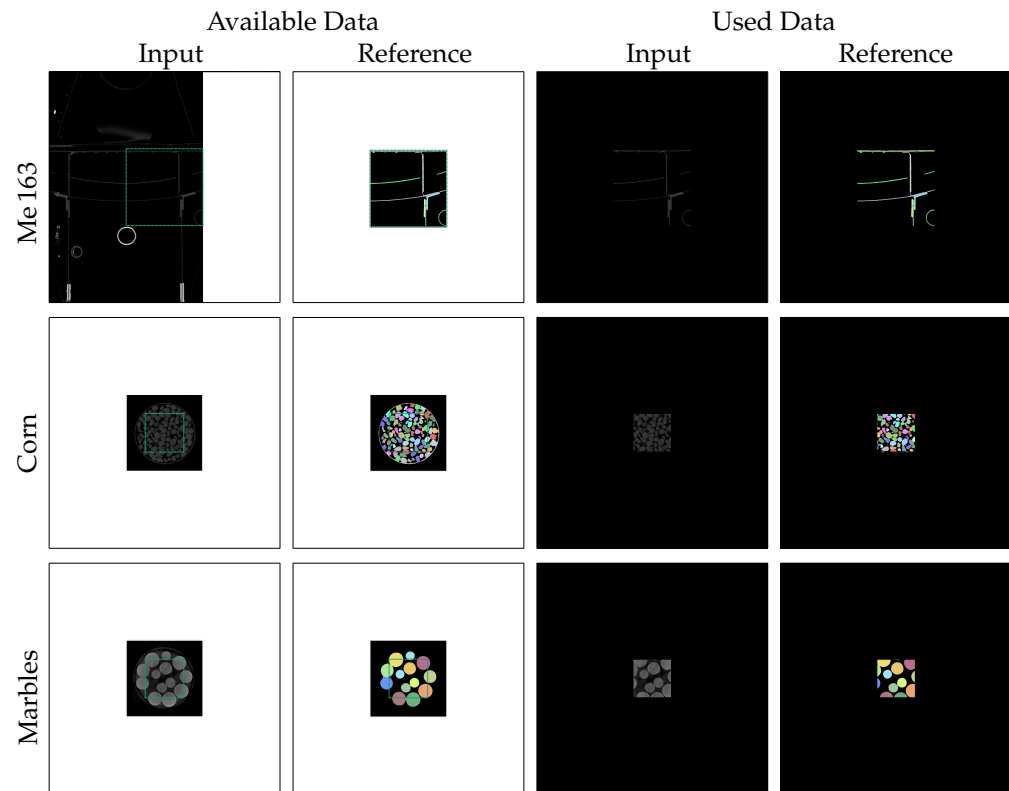 Available Data Used Data
Input Reference Input Reference
Me 163
Corn
Marbles